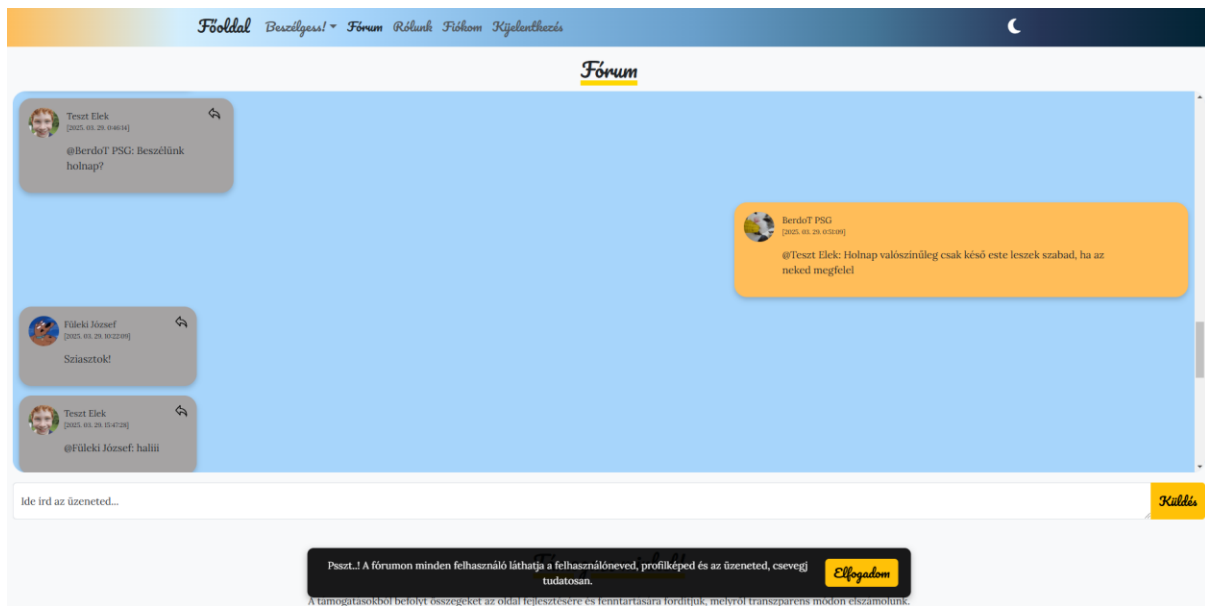 Főoldal Beszélgess! Fórum Rólunk Fiókom Kijelentkezés
Fórum
Teszt Elek
[2025. 03. 29. 0:46:14]
@BerdoT PSG: Beszélünk
holnap?
BerdoT PSG
[2025. 03. 29. 0:51:09]
@Teszt Elek: Holnap valószínűleg csak késő este leszek szabad, ha az
neked megfelel
Füleki József
[2025. 03. 29. 10:22:09]
Sziasztok!
Teszt Elek
[2025. 03. 29. 15:47:28]
@Füleki József: haliii
Ide írd az üzeneted...
Küldés
Psszt..! A fórumon minden felhasználó láthatja a felhasználóneved, profilképed és az üzeneted, csevegj
tudatosan.
Elfogadom
A támogatásokból befolyt összegeket az oldal fejlesztésére és fenntartására fordítjuk, melyről transzparens módon elszámolunk.